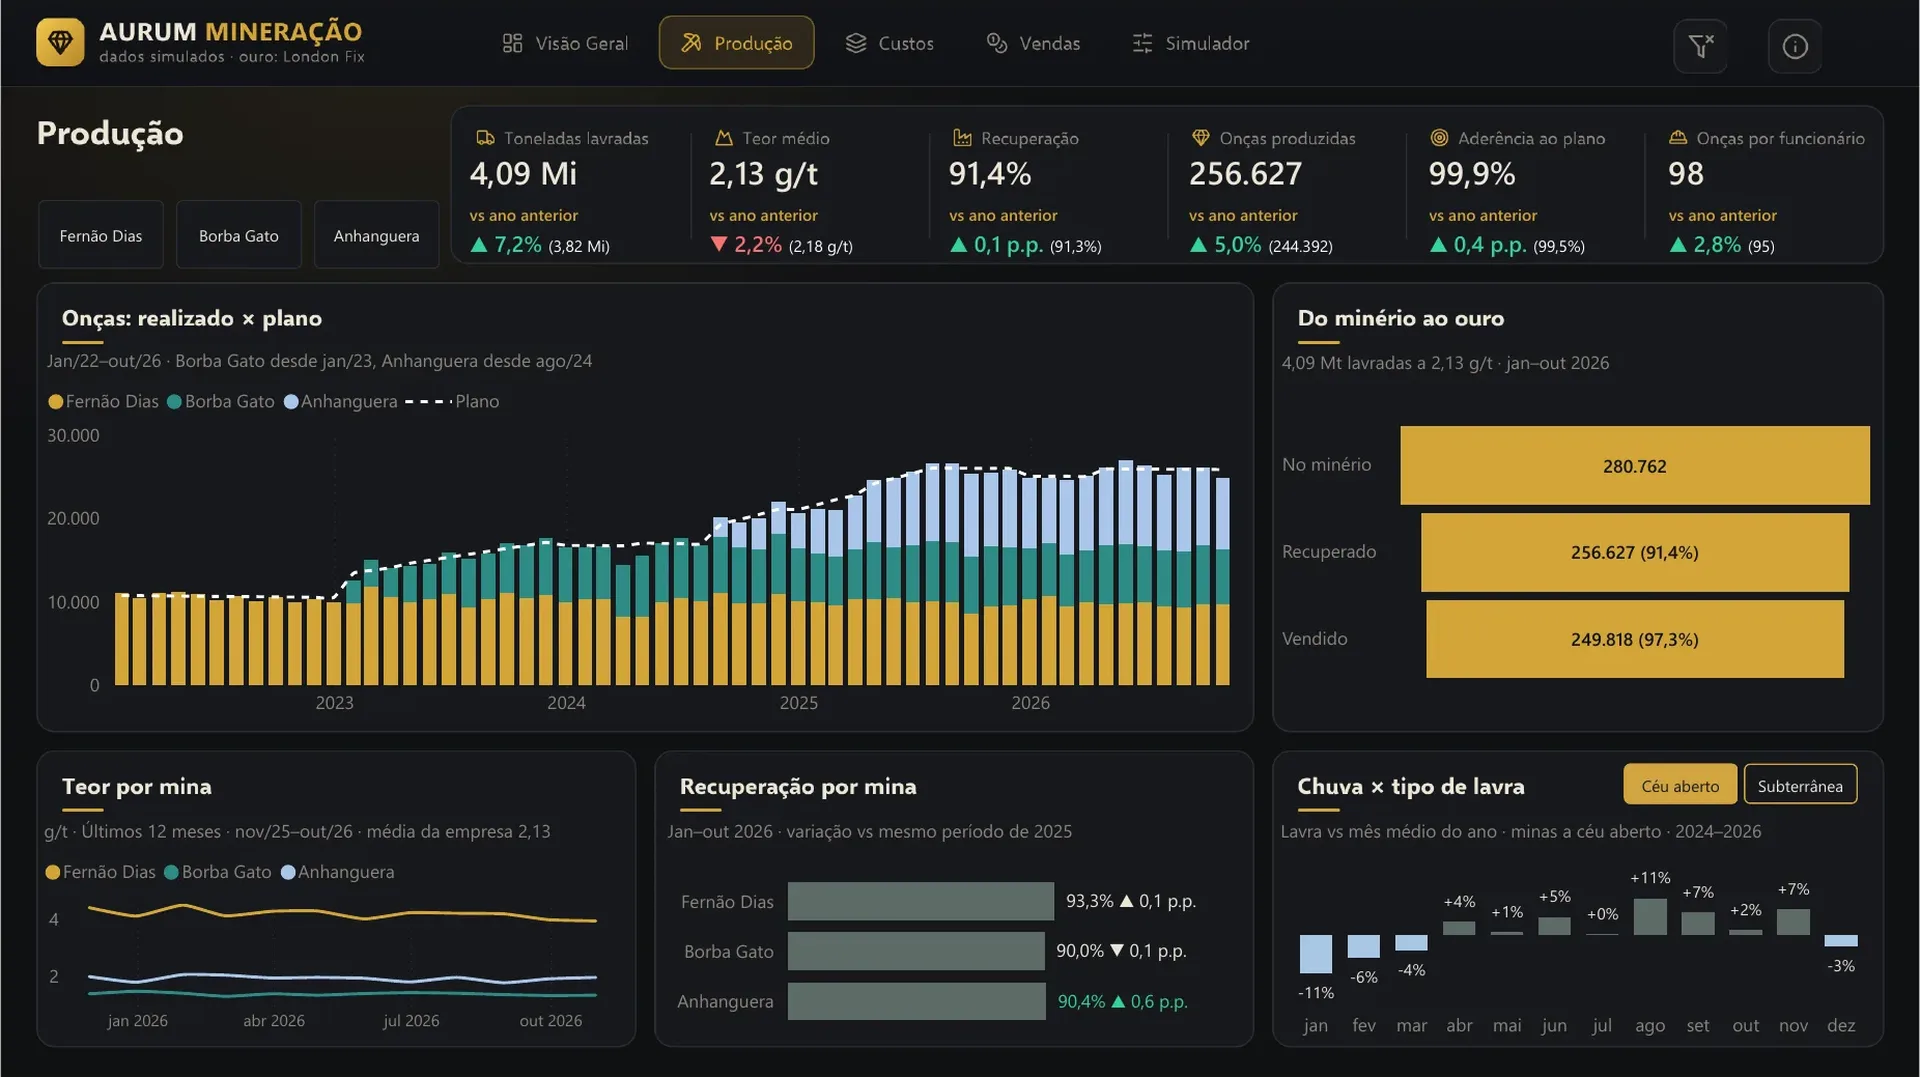 AURUM MINERAÇÃO
dados simulados · ouro: London Fix
Visão Geral
Produção
Custos
Vendas
Simulador
Produção
Fernão Dias
Borba Gato
Anhanguera
Toneladas lavradas
4,09 Mi
vs ano anterior
▲ 7,2% (3,82 Mi)
Teor médio
2,13 g/t
vs ano anterior
▼ 2,2% (2,18 g/t)
Recuperação
91,4%
vs ano anterior
▲ 0,1 p.p. (91,3%)
Onças produzidas
256.627
vs ano anterior
▲ 5,0% (244.392)
Aderência ao plano
99,9%
vs ano anterior
▲ 0,4 p.p. (99,5%)
Onças por funcionário
98
vs ano anterior
▲ 2,8% (95)
Onças: realizado × plano
Jan/22–out/26 · Borba Gato desde jan/23, Anhanguera desde ago/24
Fernão Dias Borba Gato Anhanguera Plano
30.000
20.000
10.000
0
2023 2024 2025 2026
Do minério ao ouro
4,09 Mt lavradas a 2,13 g/t · jan–out 2026
No minério 280.762
Recuperado 256.627 (91,4%)
Vendido 249.818 (97,3%)
Teor por mina
g/t · Últimos 12 meses · nov/25–out/26 · média da empresa 2,13
Fernão Dias Borba Gato Anhanguera
4
2
jan 2026 abr 2026 jul 2026 out 2026
Recuperação por mina
Jan–out 2026 · variação vs mesmo período de 2025
Fernão Dias 93,3% ▲ 0,1 p.p.
Borba Gato 90,0% ▼ 0,1 p.p.
Anhanguera 90,4% ▲ 0,6 p.p.
Chuva × tipo de lavra
Céu aberto
Subterrânea
Lavra vs mês médio do ano · minas a céu aberto · 2024–2026
-11% -6% -4% +4% +1% +5% +0% +11% +7% +2% +7% -3%
jan fev mar abr mai jun jul ago set out nov dez